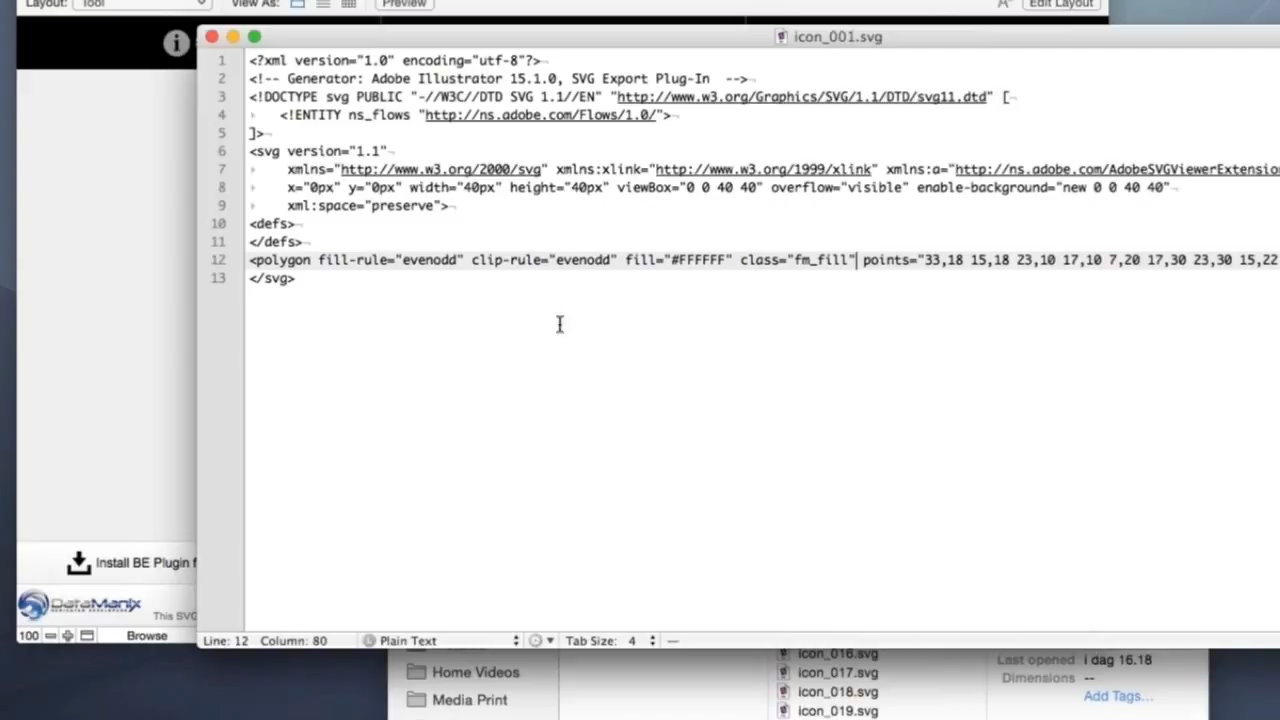 Layout: Tool View As: Preview Edit Layout
icon_001.svg
1 <?xml version="1.0" encoding="utf-8"?>
2 <!-- Generator: Adobe Illustrator 15.1.0, SVG Export Plug-In  -->
3 <!DOCTYPE svg PUBLIC "-//W3C//DTD SVG 1.1//EN" "http://www.w3.org/Graphics/SVG/1.1/DTD/svg11.dtd" [
4 <!ENTITY ns_flows "http://ns.adobe.com/Flows/1.0/">
5 ]>
6 <svg version="1.1"
7 xmlns="http://www.w3.org/2000/svg" xmlns:xlink="http://www.w3.org/1999/xlink" xmlns:a="http://ns.adobe.com/AdobeSVGViewerExtensio
8 x="0px" y="0px" width="40px" height="40px" viewBox="0 0 40 40" overflow="visible" enable-background="new 0 0 40 40"
9 xml:space="preserve">
10 <defs>
11 </defs>
12 <polygon fill-rule="evenodd" clip-rule="evenodd" fill="#FFFFFF" class="fm_fill" points="33,18 15,18 23,10 17,10 7,20 17,30 23,30 15,22
13 </svg>
Install BE Plugin f
DataManix
This SVG
100 Browse
Line: 12 Column: 80 Plain Text Tab Size: 4 —
Home Videos
Media Print
icon_016.svg
icon_017.svg
icon_018.svg
icon_019.svg
Last opened i dag 16.18
Dimensions --
Add Tags...